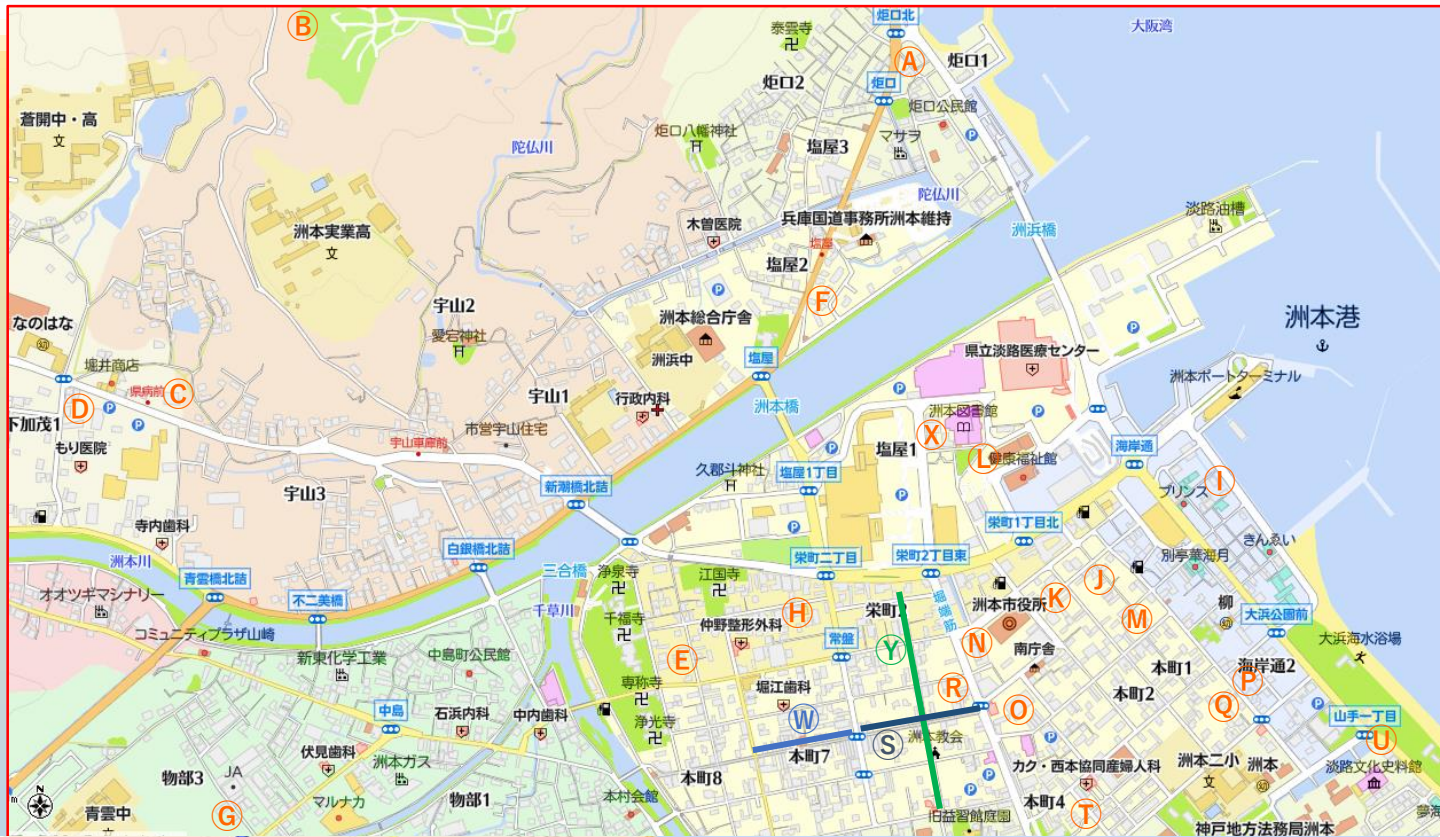 B
泰雲寺
炬口北
大阪湾
A
炬口1
炬口2
炬口
蒼開中・高
文
炬口公民館
陀仏川
炬口八幡神社
マサヲ
塩屋3
P
陀仏川
淡路油槽
洲本実業高
文
木曽医院
兵庫国道事務所洲本維持
洲浜橋
塩屋
塩屋2
宇山2
P
F
洲本港
なのはな
愛宕神社
洲本総合庁舎
P
県立淡路医療センター
堀井商店
洲浜中
塩屋
洲本ポートターミナル
県病前
C
宇山1
行政内科
洲本橋
P
D
P
下加茂1
市営宇山住宅
洲本図書館
P
もり医院
宇山車庫前
X
塩屋1
L
健康福祉館
海岸通
久郡斗神社
塩屋1丁目
I
宇山3
新潮橋北詰
P
プリンス
寺内歯科
P
栄町1丁目北
きんゑい
洲本川
白銀橋北詰
栄町二丁目
栄町2丁目東
別亭華海月
青雲橋北詰
三合橋
浄泉寺
江国寺
堀端筋
J
オオツギマシナリー
不二美橋
千草川
K
洲本市役所
柳
大浜公園前
コミュニティプラザ山崎
千福寺
仲野整形外科
H
栄町2
M
新東化学工業
中島町公民館
常盤
Y
N
南庁舎
大浜海水浴場
E
本町1
海岸通2
専称寺
堀江歯科
R
本町2
P
中島
石浜内科
中内歯科
浄光寺
W
O
Q
山手一丁目
伏見歯科
S
洲本教会
U
物部3
JA
洲本ガス
本町7
P
カク・西本協同産婦人科
洲本二小
文
洲本
淡路文化史料館
本町8
青雲中
文
G
マルナカ
物部1
本村会館
P
旧益習館庭園
本町4
T
神戸地方法務局洲本
夢海
m
N